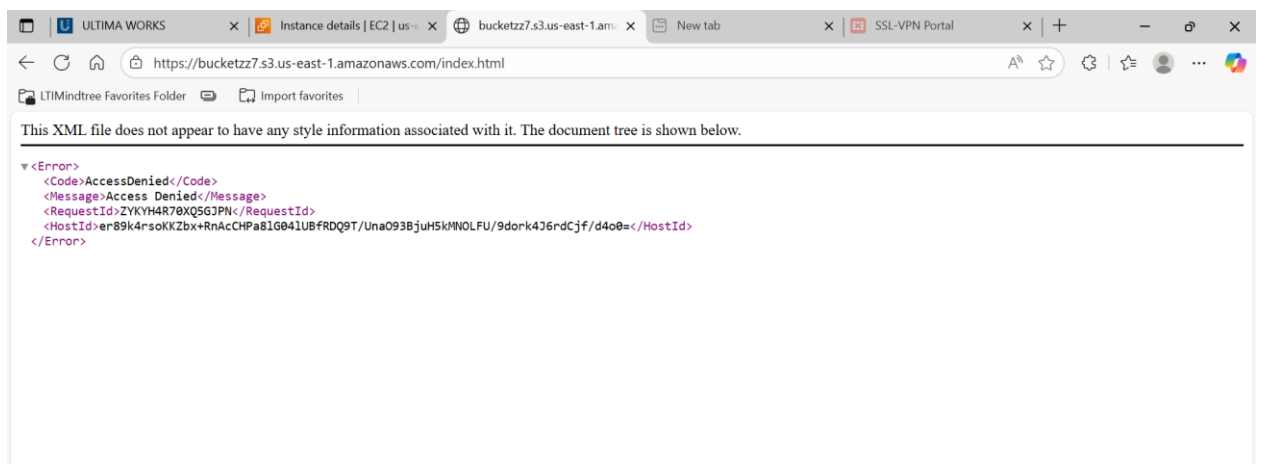 ULTIMA WORKS
Instance details | EC2 | us-e
bucketzz7.s3.us-east-1.ama
New tab
SSL-VPN Portal
https://bucketzz7.s3.us-east-1.amazonaws.com/index.html
LTIMindtree Favorites Folder
Import favorites
This XML file does not appear to have any style information associated with it. The document tree is shown below.
<Error>
<Code>AccessDenied</Code>
<Message>Access Denied</Message>
<RequestId>ZYKYH4R70XQ5GJPN</RequestId>
<HostId>er89k4rsoKKZbx+RnAcCHPa8lG04lUBfRDQ9T/UnaO93BjuH5kMNOLFU/9dork4J6rdCjf/d4o0=</HostId>
</Error>